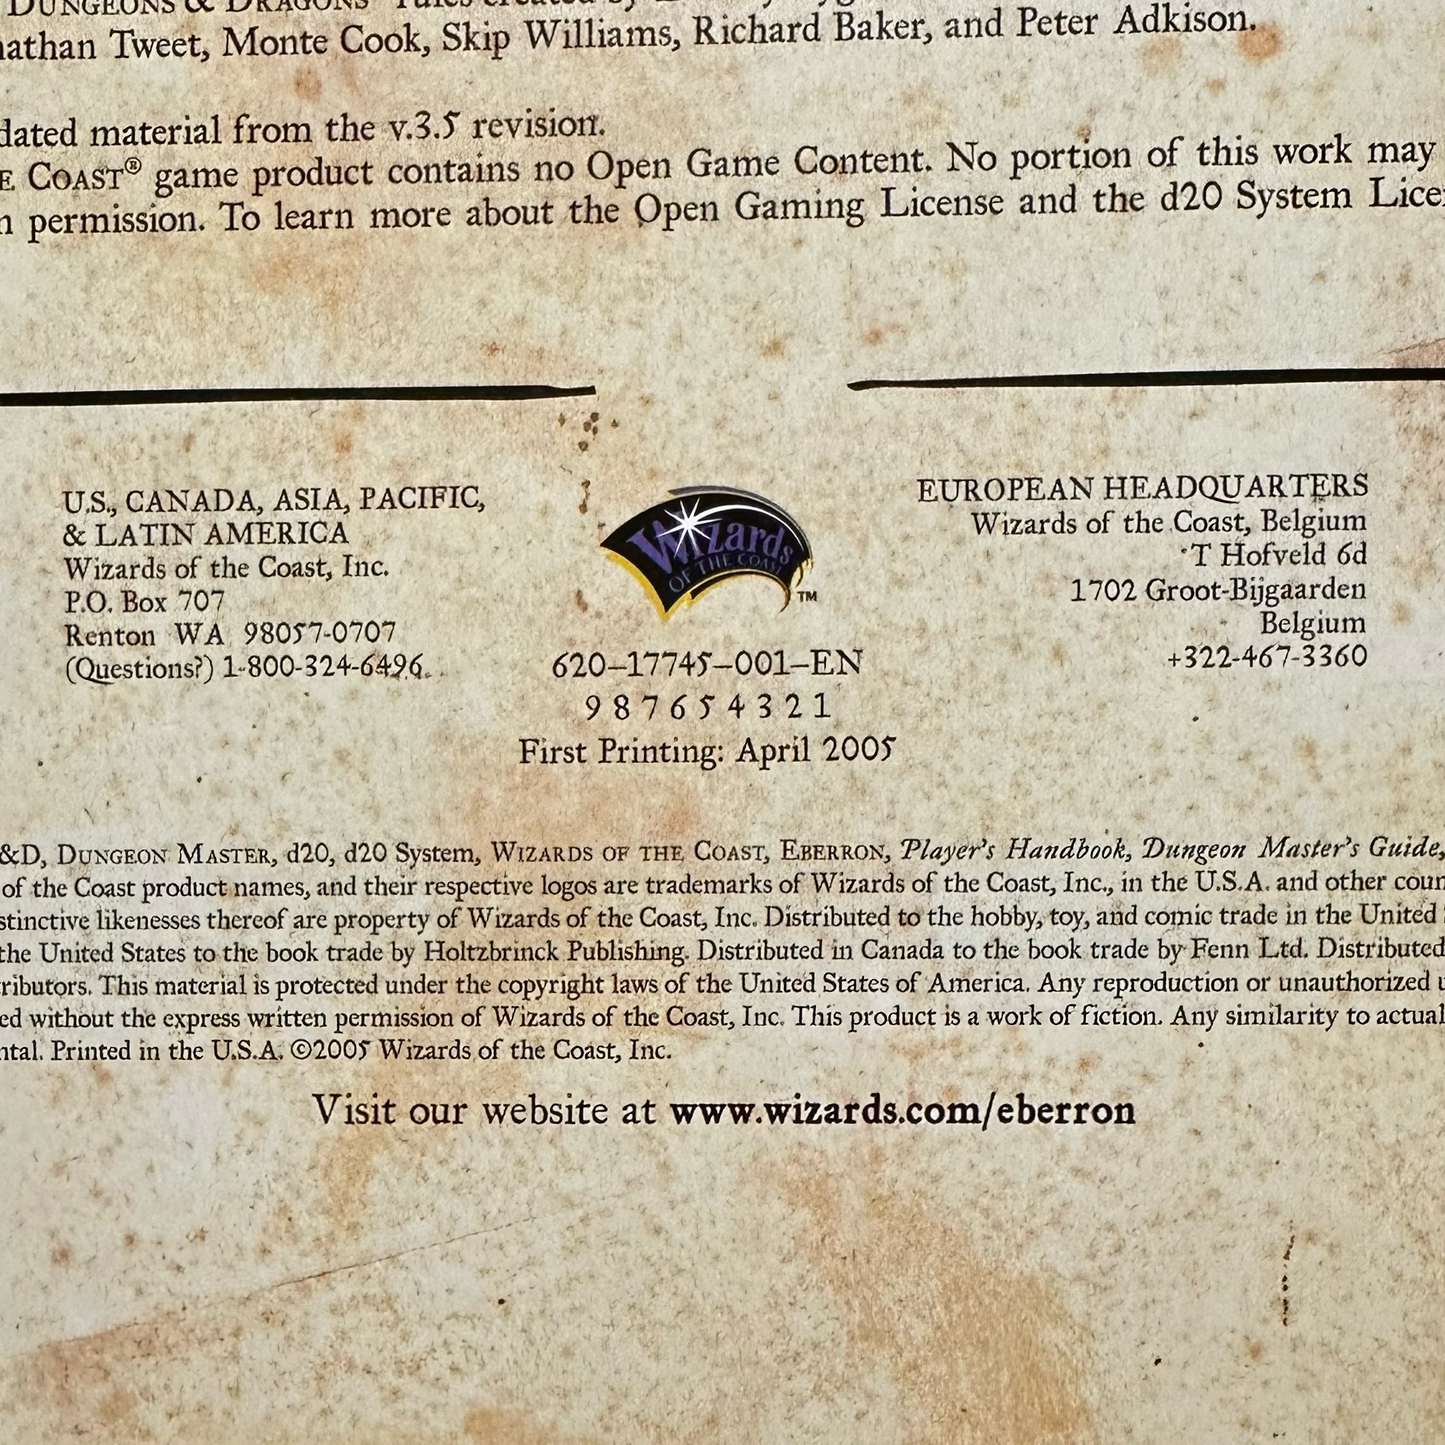 DUNGEONS & DRAGONS rules created by
nathan Tweet, Monte Cook, Skip Williams, Richard Baker, and Peter Adkison.
dated material from the v.3.5 revision.
E COAST® game product contains no Open Game Content. No portion of this work may
n permission. To learn more about the Open Gaming License and the d20 System Licen
U.S., CANADA, ASIA, PACIFIC,
& LATIN AMERICA
Wizards of the Coast, Inc.
P.O. Box 707
Renton WA 98057-0707
(Questions?) 1-800-324-6496
Wizards
OF THE COAST
TM
620–17745–001–EN
9 8 7 6 5 4 3 2 1
First Printing: April 2005
EUROPEAN HEADQUARTERS
Wizards of the Coast, Belgium
'T Hofveld 6d
1702 Groot-Bijgaarden
Belgium
+322-467-3360
&D, DUNGEON MASTER, d20, d20 System, WIZARDS OF THE COAST, EBERRON, Player's Handbook, Dungeon Master's Guide,
of the Coast product names, and their respective logos are trademarks of Wizards of the Coast, Inc., in the U.S.A. and other coun
stinctive likenesses thereof are property of Wizards of the Coast, Inc. Distributed to the hobby, toy, and comic trade in the United
the United States to the book trade by Holtzbrinck Publishing. Distributed in Canada to the book trade by Fenn Ltd. Distributed
ributors. This material is protected under the copyright laws of the United States of America. Any reproduction or unauthorized u
ed without the express written permission of Wizards of the Coast, Inc. This product is a work of fiction. Any similarity to actual
ntal. Printed in the U.S.A. ©2005 Wizards of the Coast, Inc.
Visit our website at www.wizards.com/eberron